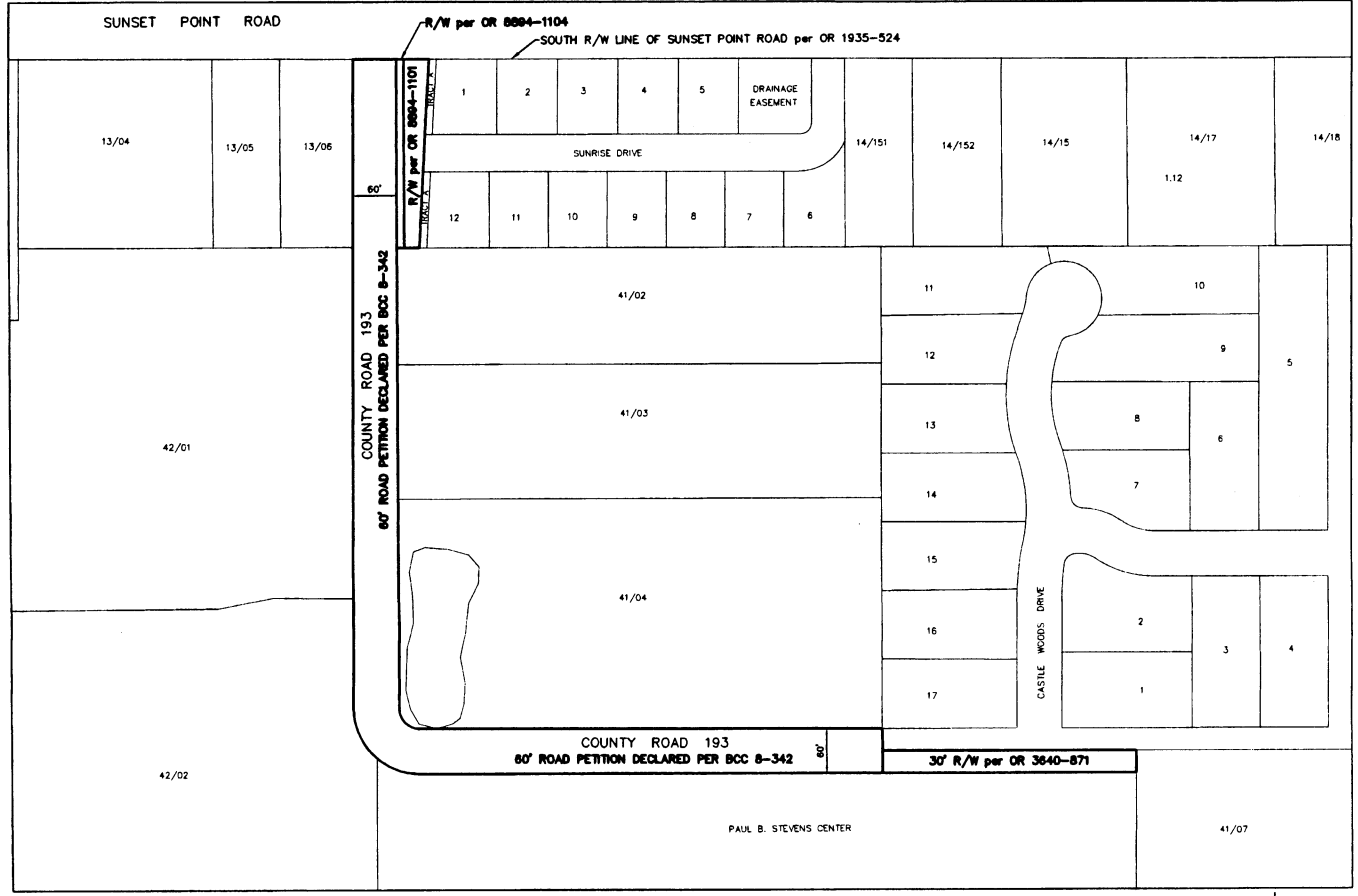 SUNSET POINT ROAD
R/W per OR 8894-1104
SOUTH R/W LINE OF SUNSET POINT ROAD per OR 1935-524
R/W per OR 8894-1101
TRACT A
1
2
3
4
5
DRAINAGE
EASEMENT
13/04
13/05
13/06
SUNRISE DRIVE
14/151
14/152
14/15
14/17
14/18
1.12
60'
TRACT A
12
11
10
9
8
7
6
COUNTY ROAD 193
60' ROAD PETITION DECLARED PER BCC 8-342
41/02
11
10
12
9
5
41/03
13
8
6
42/01
14
7
15
41/04
16
2
CASTLE WOODS DRIVE
3
4
17
1
COUNTY ROAD 193
60' ROAD PETITION DECLARED PER BCC 8-342
60'
30' R/W per OR 3640-871
42/02
PAUL B. STEVENS CENTER
41/07